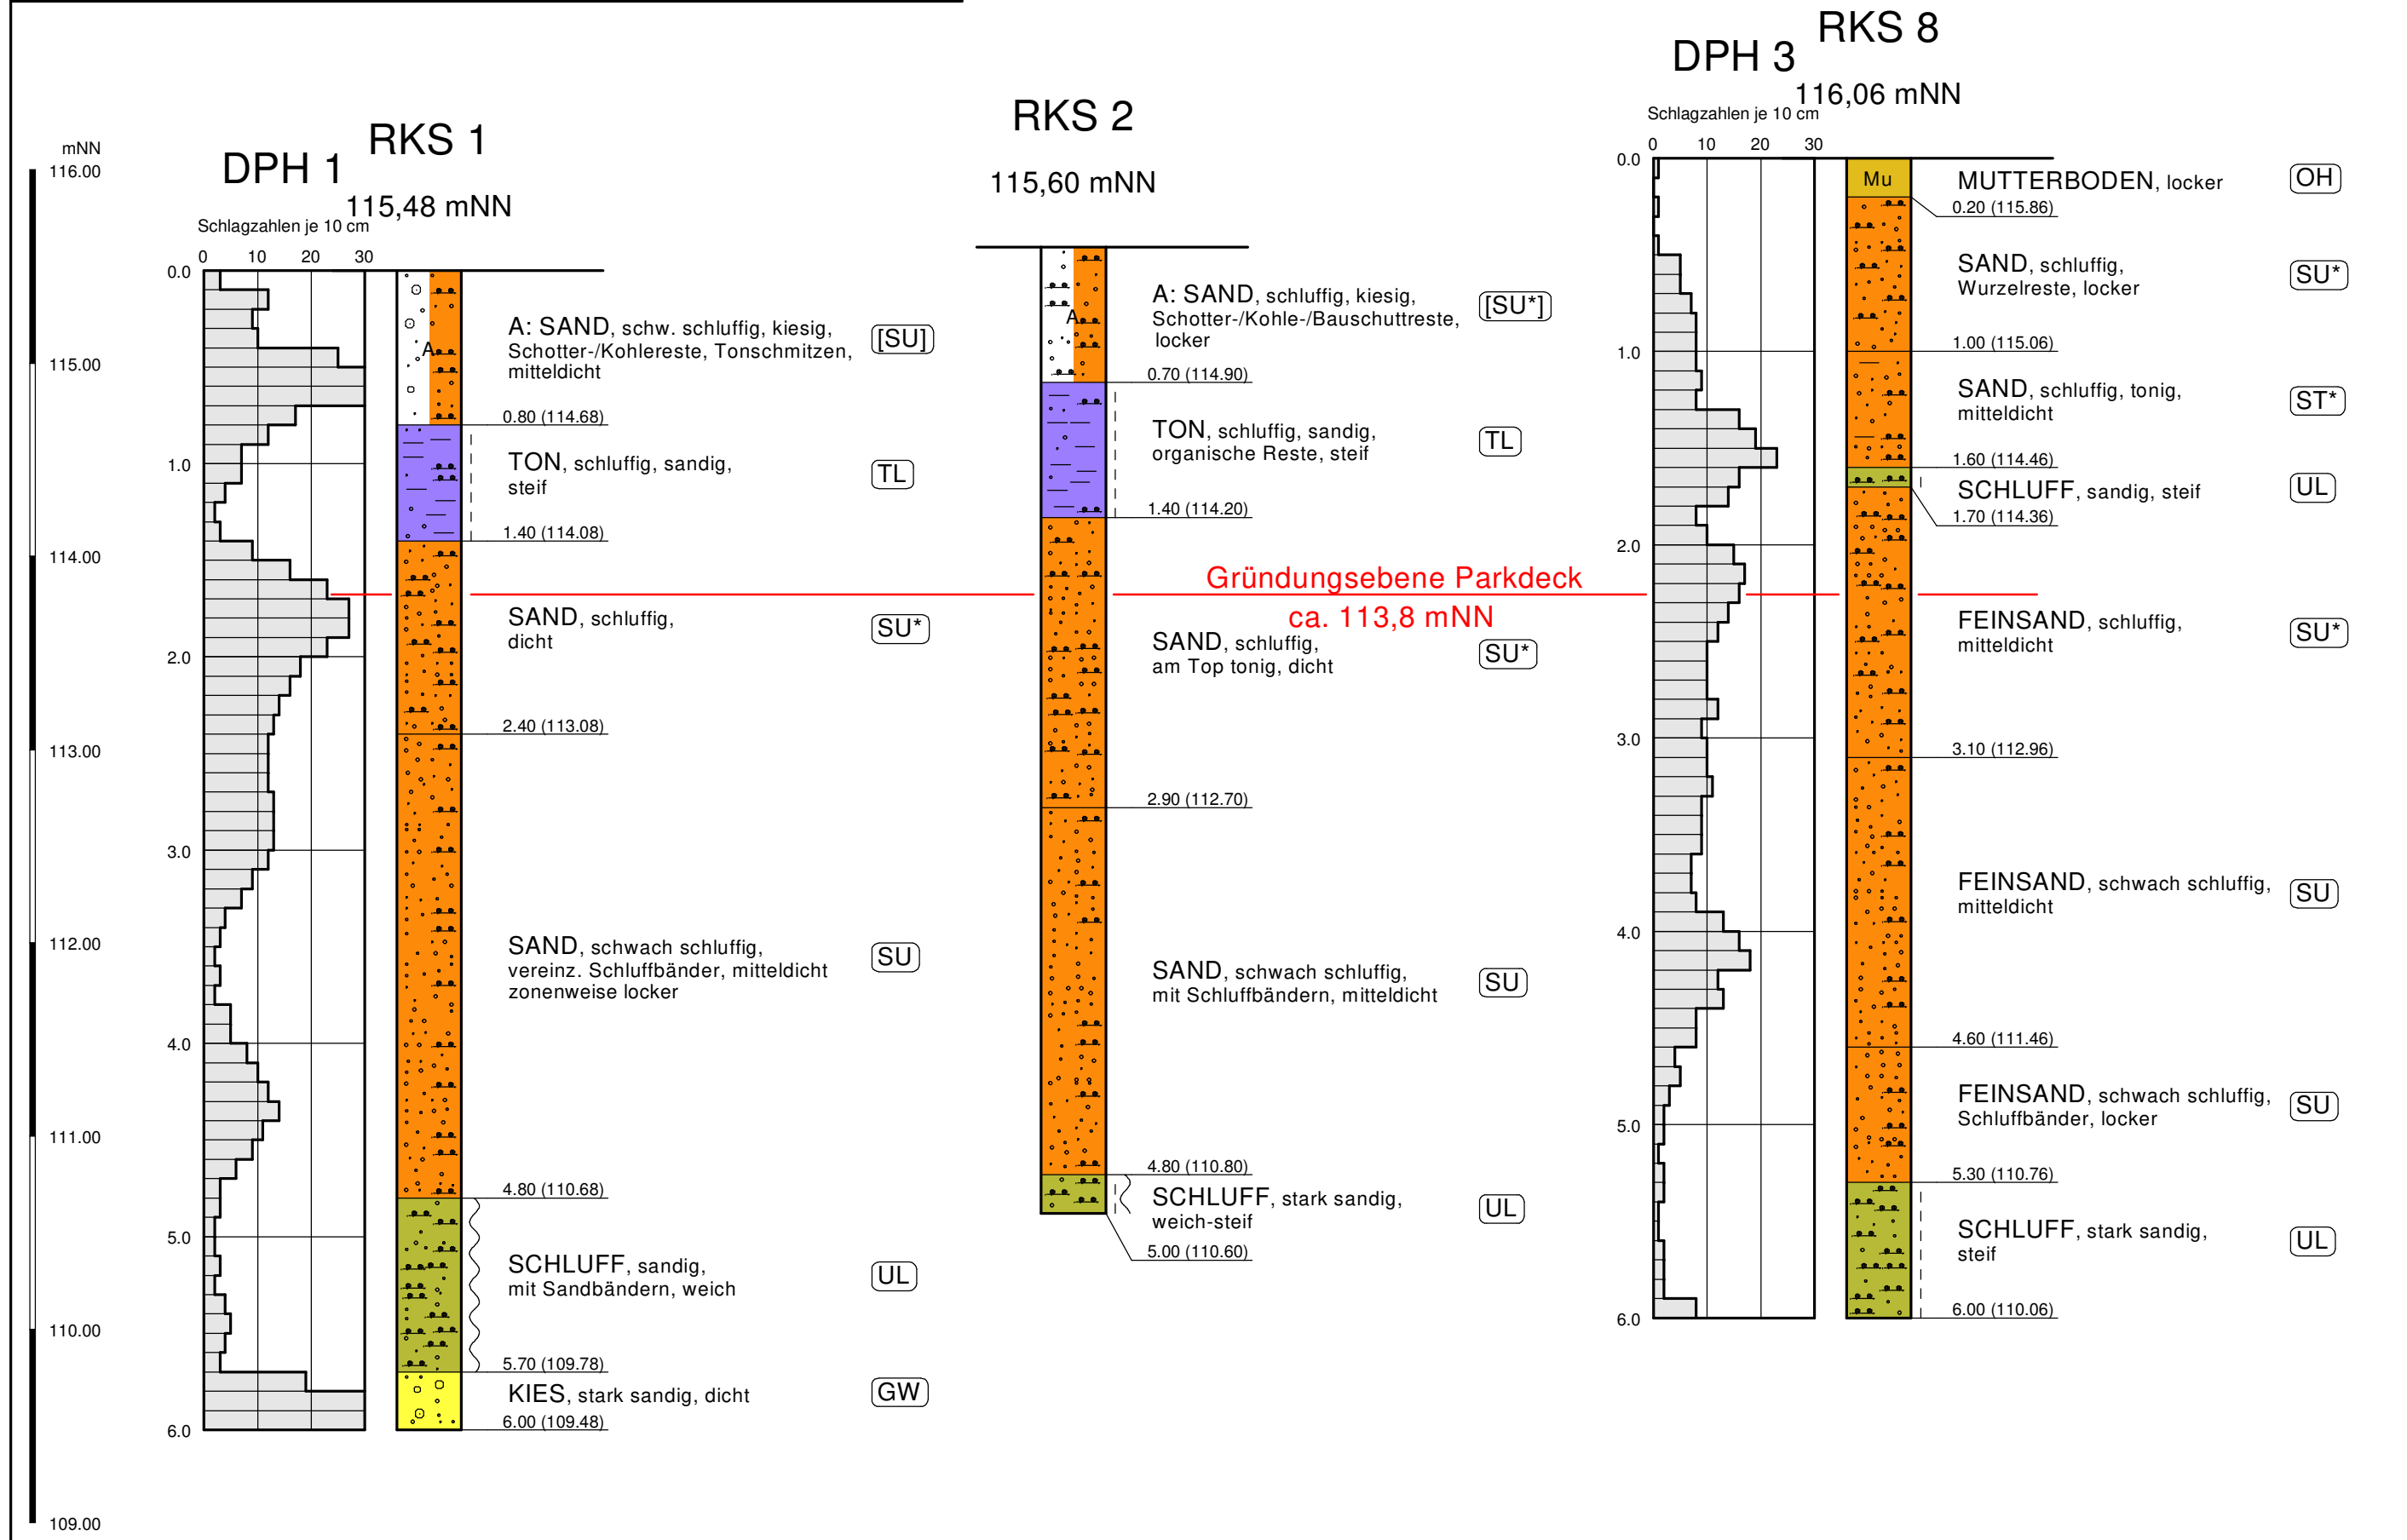 mNN
116.00
115.00
114.00
113.00
112.00
111.00
110.00
109.00
DPH 1
RKS 1
115,48 mNN
Schlagzahlen je 10 cm
0 10 20 30
0.0
1.0
2.0
3.0
4.0
5.0
6.0
A
A: SAND, schw. schluffig, kiesig,
Schotter-/Kohlereste, Tonschmitzen,
mitteldicht
[SU]
0.80 (114.68)
TON, schluffig, sandig,
steif
TL
1.40 (114.08)
SAND, schluffig,
dicht
SU*
2.40 (113.08)
SAND, schwach schluffig,
vereinz. Schluffbänder, mitteldicht
zonenweise locker
SU
4.80 (110.68)
SCHLUFF, sandig,
mit Sandbändern, weich
UL
5.70 (109.78)
KIES, stark sandig, dicht
GW
6.00 (109.48)
RKS 2
115,60 mNN
A
A: SAND, schluffig, kiesig,
Schotter-/Kohle-/Bauschuttreste,
locker
[SU*]
0.70 (114.90)
TON, schluffig, sandig,
organische Reste, steif
TL
1.40 (114.20)
Gründungsebene Parkdeck
ca. 113,8 mNN
SAND, schluffig,
am Top tonig, dicht
SU*
2.90 (112.70)
SAND, schwach schluffig,
mit Schluffbändern, mitteldicht
SU
4.80 (110.80)
SCHLUFF, stark sandig,
weich-steif
UL
5.00 (110.60)
DPH 3
RKS 8
116,06 mNN
Schlagzahlen je 10 cm
0 10 20 30
0.0
1.0
2.0
3.0
4.0
5.0
6.0
Mu
MUTTERBODEN, locker
OH
0.20 (115.86)
SAND, schluffig,
Wurzelreste, locker
SU*
1.00 (115.06)
SAND, schluffig, tonig,
mitteldicht
ST*
1.60 (114.46)
SCHLUFF, sandig, steif
UL
1.70 (114.36)
FEINSAND, schluffig,
mitteldicht
SU*
3.10 (112.96)
FEINSAND, schwach schluffig,
mitteldicht
SU
4.60 (111.46)
FEINSAND, schwach schluffig,
Schluffbänder, locker
SU
5.30 (110.76)
SCHLUFF, stark sandig,
steif
UL
6.00 (110.06)